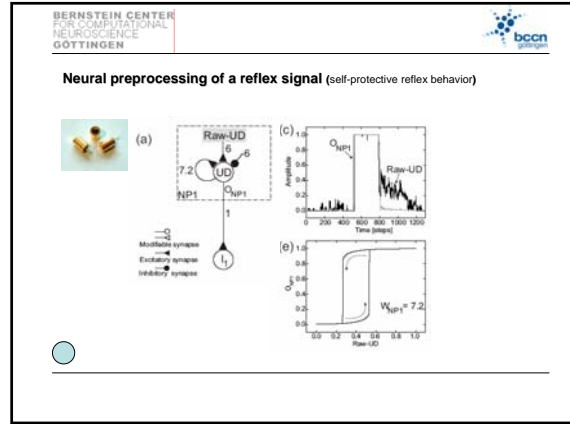 BERNSTEIN CENTER
FOR COMPUTATIONAL
NEUROSCIENCE
GÖTTINGEN
bccn
göttingen
Neural preprocessing of a reflex signal (self-protective reflex behavior)
(a)
Raw-UD
6
6
7.2
UD
NP1
O NP1
1
I1
Modifiable synapse
Excitatory synapse
Inhibitory synapse
(c)
1.0
0.8
0.6
0.4
0.2
0.0
Amplitude
O NP1
Raw-UD
0 200 400 600 800 1000 1200
Time [steps]
(e)
1.0
0.8
0.6
0.4
0.2
0.0
O NP1
W NP1 = 7.2
0.0 0.2 0.4 0.6 0.8 1.0
Raw-UD